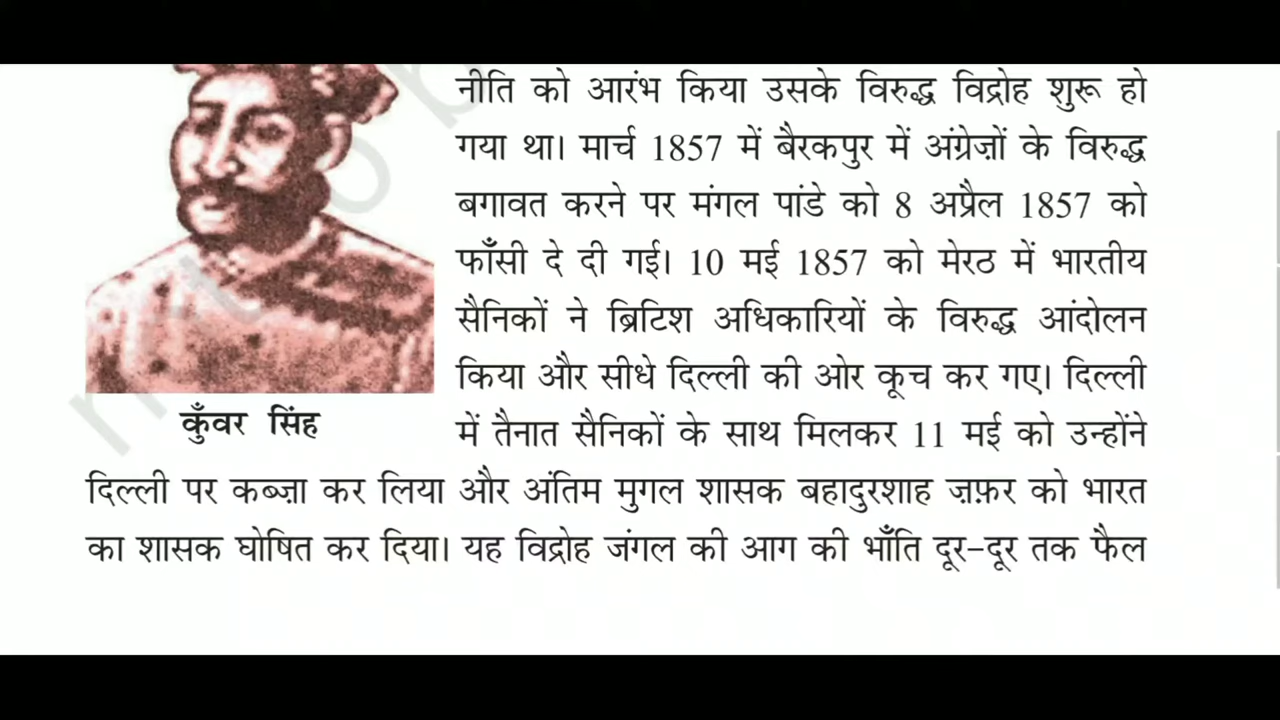 नीति को आरंभ किया उसके विरुद्ध विद्रोह शुरू हो
गया था। मार्च 1857 में बैरकपुर में अंग्रेज़ों के विरुद्ध
बगावत करने पर मंगल पांडे को 8 अप्रैल 1857 को
फाँसी दे दी गई। 10 मई 1857 को मेरठ में भारतीय
सैनिकों ने ब्रिटिश अधिकारियों के विरुद्ध आंदोलन
किया और सीधे दिल्ली की ओर कूच कर गए। दिल्ली
में तैनात सैनिकों के साथ मिलकर 11 मई को उन्होंने
दिल्ली पर कब्ज़ा कर लिया और अंतिम मुगल शासक बहादुरशाह ज़फ़र को भारत
का शासक घोषित कर दिया। यह विद्रोह जंगल की आग की भाँति दूर-दूर तक फैल
कुँवर सिंह